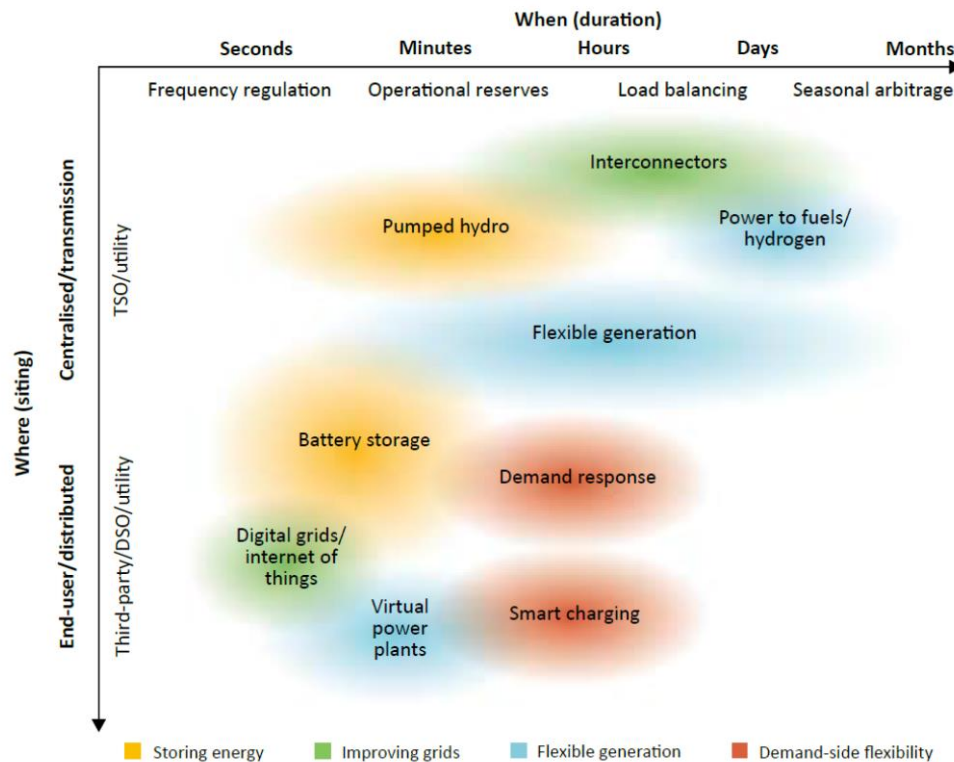 When (duration)
Seconds Minutes Hours Days Months
Frequency regulation Operational reserves Load balancing Seasonal arbitrage
Where (siting)
Centralised/transmission
TSO/utility
End-user/distributed
Third-party/DSO/utility
Interconnectors
Pumped hydro
Power to fuels/
hydrogen
Flexible generation
Battery storage
Demand response
Digital grids/
internet of
things
Virtual
power
plants
Smart charging
Storing energy Improving grids Flexible generation Demand-side flexibility